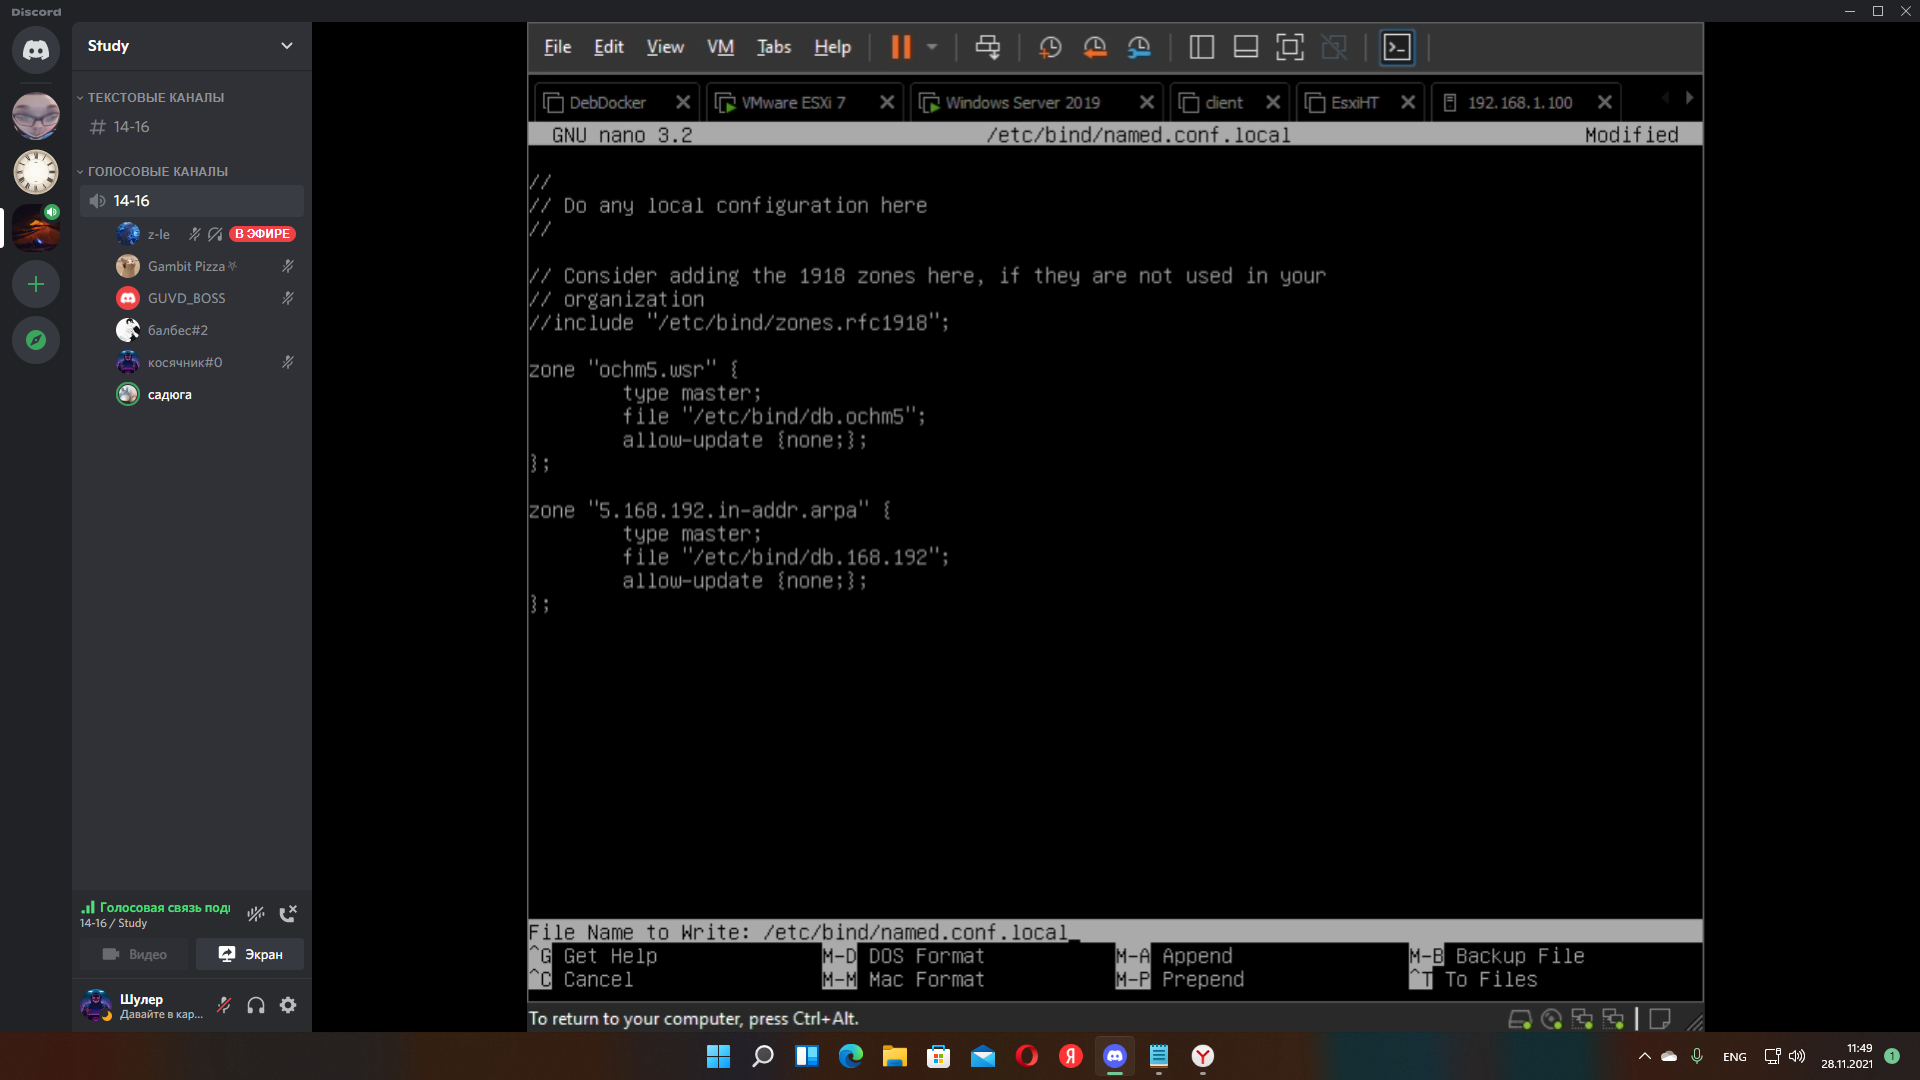 Discord
Study
ТЕКСТОВЫЕ КАНАЛЫ
14-16
ГОЛОСОВЫЕ КАНАЛЫ
14-16
z-le В ЭФИРЕ
Gambit Pizza
GUVD_BOSS
балбес#2
косячник#0
садюга
Голосовая связь под
14-16 / Study
Видео Экран
Шулер
Давайте в кар...
File Edit View VM Tabs Help
DebDocker VMware ESXi 7 Windows Server 2019 client EsxiHT 192.168.1.100
GNU nano 3.2 /etc/bind/named.conf.local Modified
//
// Do any local configuration here
//
// Consider adding the 1918 zones here, if they are not used in your
// organization
//include "/etc/bind/zones.rfc1918";
zone "ochm5.wsr" {
type master;
file "/etc/bind/db.ochm5";
allow-update {none;};
};
zone "5.168.192.in-addr.arpa" {
type master;
file "/etc/bind/db.168.192";
allow-update {none;};
};
File Name to Write: /etc/bind/named.conf.local_
^G Get Help M-D DOS Format M-A Append M-B Backup File
^C Cancel M-M Mac Format M-P Prepend ^T To Files
To return to your computer, press Ctrl+Alt.
ENG 11:49
28.11.2021 1